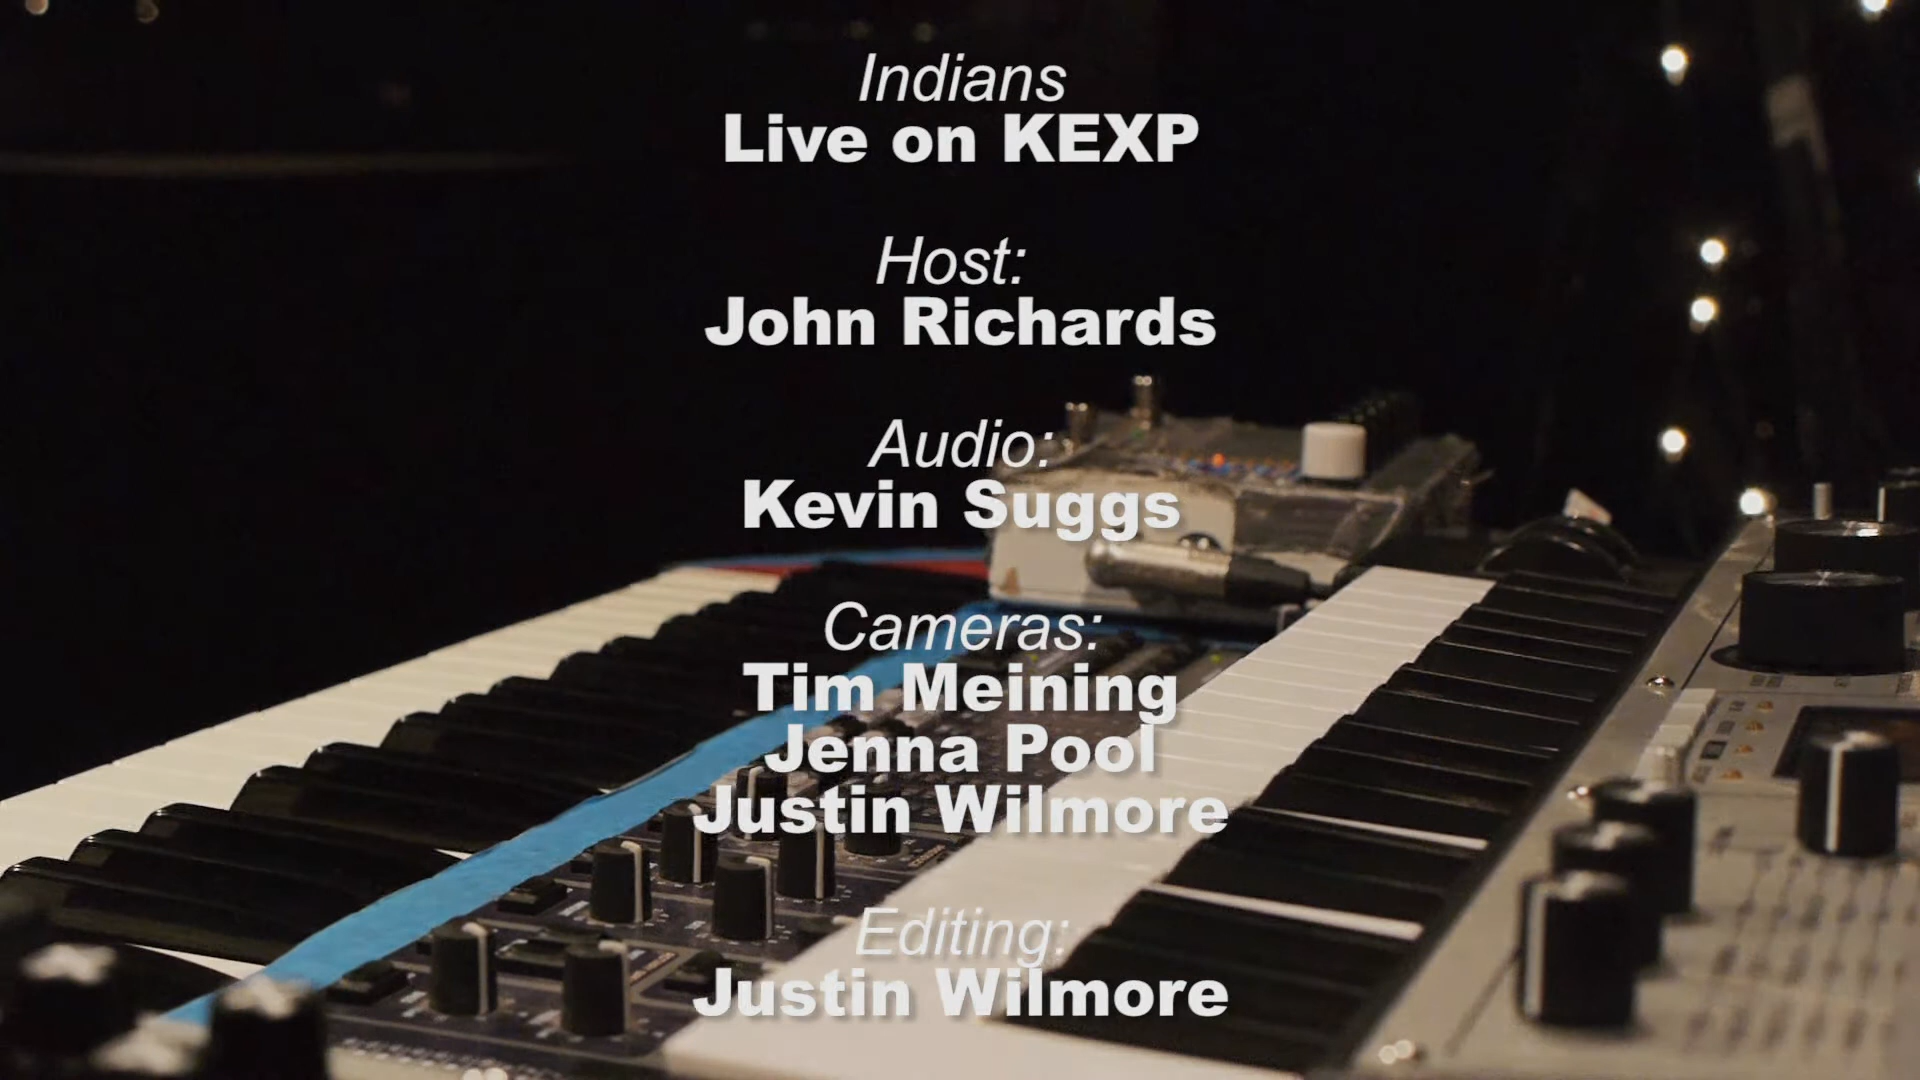 Indians
Live on KEXP
Host:
John Richards
Audio:
Kevin Suggs
Cameras:
Tim Meining
Jenna Pool
Justin Wilmore
Editing:
Justin Wilmore